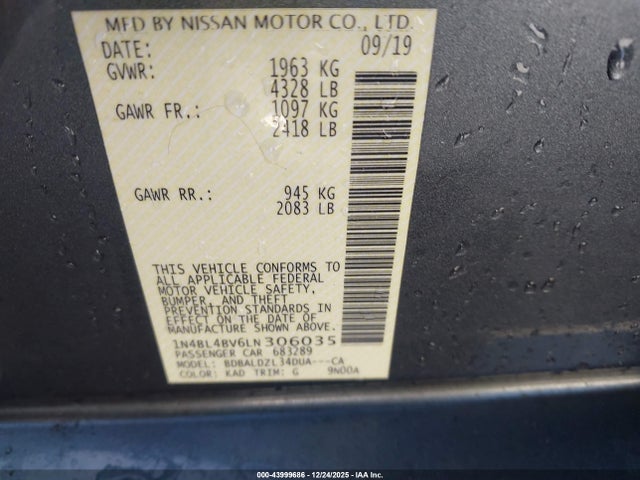 MFD BY NISSAN MOTOR CO., LTD.
DATE: 09/19
GVWR: 1963 KG
4328 LB
GAWR FR.: 1097 KG
2418 LB
GAWR RR.: 945 KG
2083 LB
THIS VEHICLE CONFORMS TO
ALL APPLICABLE FEDERAL
MOTOR VEHICLE SAFETY,
BUMPER, AND THEFT
PREVENTION STANDARDS IN
EFFECT ON THE DATE OF
MANUFACTURE SHOWN ABOVE.
1N4BL4BV6LN306035
PASSENGER CAR 683289
MODEL: BDBALDZL34DUA---CA
COLOR: KAD TRIM: G 9N00A
000-43999686 • 12/24/2025 • IAA Inc.